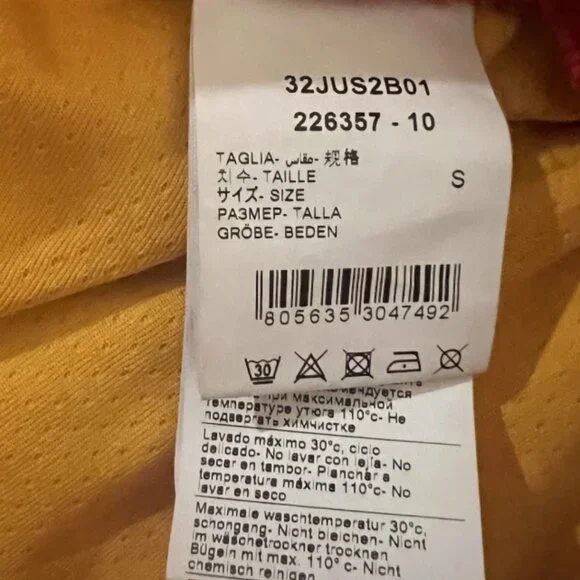 32JUS2B01
226357 - 10
TAGLIA- مقاس -规格
치 수- TAILLE
サイズ- SIZE
РАЗМЕР- TALLA
GRÖBE- BEDEN
S
805635 3047492
30
при максимальной
температуре утюга 110°с- Не
подвергать химчистке
Lavado máximo 30°c, ciclo
delicado- No lavar con lejía- No
secar en tambor- Planchar a
temperatura máxima 110°c- No
lavar en seco
Maximale waschtemperatur 30°c,
schongang- Nicht bleichen- Nicht
im wäschetrockner trocknen
Bügeln mit max. 110° c- Nicht
chemisch reinigen